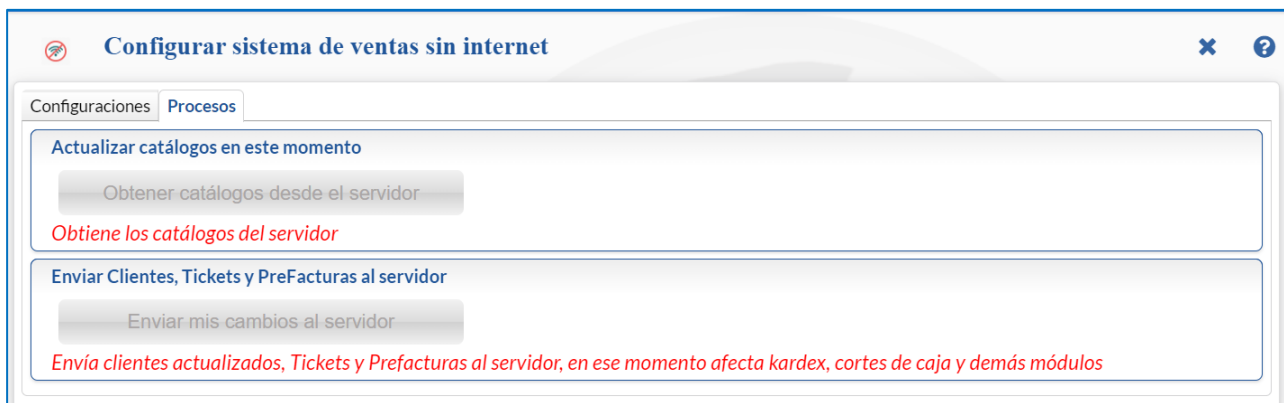 Configurar sistema de ventas sin internet
Configuraciones Procesos
Actualizar catálogos en este momento
Obtener catálogos desde el servidor
Obtiene los catálogos del servidor
Enviar Clientes, Tickets y PreFacturas al servidor
Enviar mis cambios al servidor
Envía clientes actualizados, Tickets y Prefacturas al servidor, en ese momento afecta kardex, cortes de caja y demás módulos